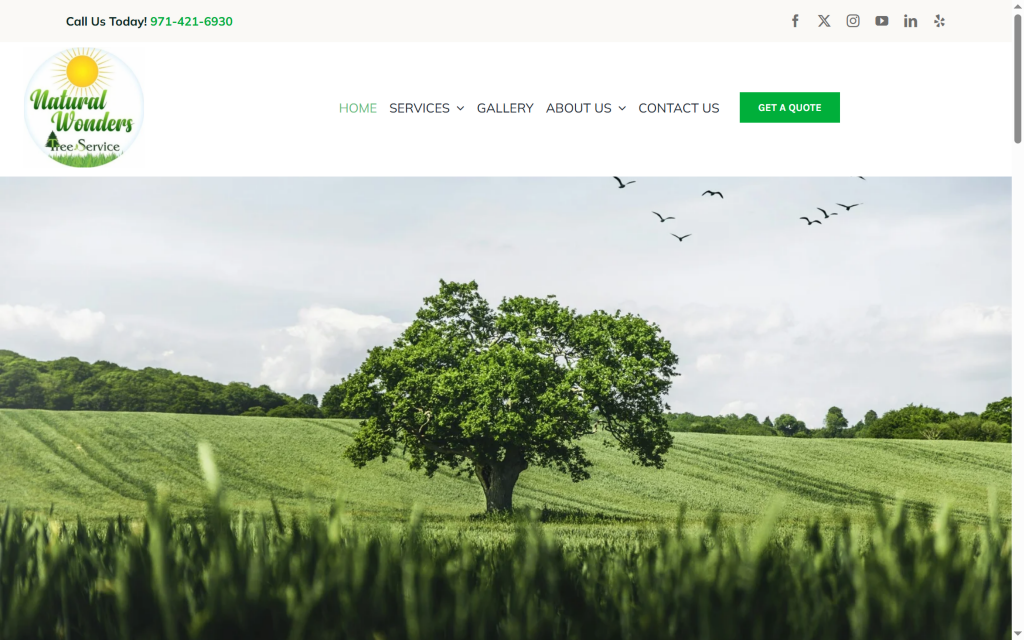 Call Us Today! 971-421-6930
Natural
Wonders
Tree Service
HOME SERVICES GALLERY ABOUT US CONTACT US GET A QUOTE